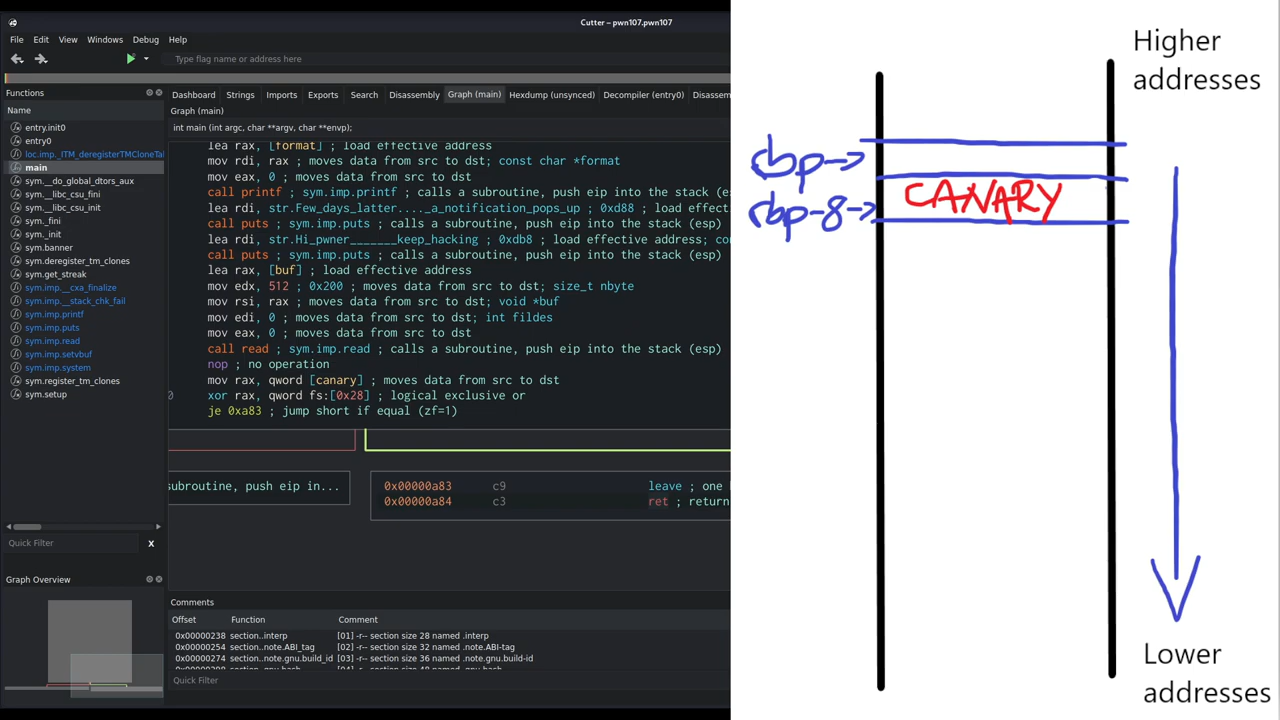 Cutter – pwn107.pwn107
File Edit View Windows Debug Help
Type flag name or address here
Functions
Name
entry.init0
entry0
loc.imp._ITM_deregisterTMCloneTal
main
sym.__do_global_dtors_aux
sym.__libc_csu_fini
sym.__libc_csu_init
sym._fini
sym._init
sym.banner
sym.deregister_tm_clones
sym.get_streak
sym.imp.__cxa_finalize
sym.imp.__stack_chk_fail
sym.imp.printf
sym.imp.puts
sym.imp.read
sym.imp.setvbuf
sym.imp.system
sym.register_tm_clones
sym.setup
Quick Filter X
Graph Overview
Dashboard Strings Imports Exports Search Disassembly Graph (main) Hexdump (unsynced) Decompiler (entry0) Disassem
Graph (main)
int main (int argc, char **argv, char **envp);
lea rax, [format] ; load effective address
mov rdi, rax ; moves data from src to dst; const char *format
mov eax, 0 ; moves data from src to dst
call printf ; sym.imp.printf ; calls a subroutine, push eip into the stack (es
lea rdi, str.Few_days_latter____a_notification_pops_up ; 0xd88 ; load effect
call puts ; sym.imp.puts ; calls a subroutine, push eip into the stack (esp)
lea rdi, str.Hi_pwner_______keep_hacking ; 0xdb8 ; load effective address; co
call puts ; sym.imp.puts ; calls a subroutine, push eip into the stack (esp)
lea rax, [buf] ; load effective address
mov edx, 512 ; 0x200 ; moves data from src to dst; size_t nbyte
mov rsi, rax ; moves data from src to dst; void *buf
mov edi, 0 ; moves data from src to dst; int fildes
mov eax, 0 ; moves data from src to dst
call read ; sym.imp.read ; calls a subroutine, push eip into the stack (esp)
nop ; no operation
mov rax, qword [canary] ; moves data from src to dst
0 xor rax, qword fs:[0x28] ; logical exclusive or
je 0xa83 ; jump short if equal (zf=1)
subroutine, push eip in...
0x00000a83 c9 leave ; one
0x00000a84 c3 ret ; return
Comments
Offset Function Comment
0x00000238 section..interp [01] -r-- section size 28 named .interp
0x00000254 section.note.ABI_tag [02] -r-- section size 32 named .note.ABI-tag
0x00000274 section.note.gnu.build_id [03] -r-- section size 36 named .note.gnu.build-id
Quick Filter
Higher
addresses
rbp
CANARY
rbp-8
Lower
addresses